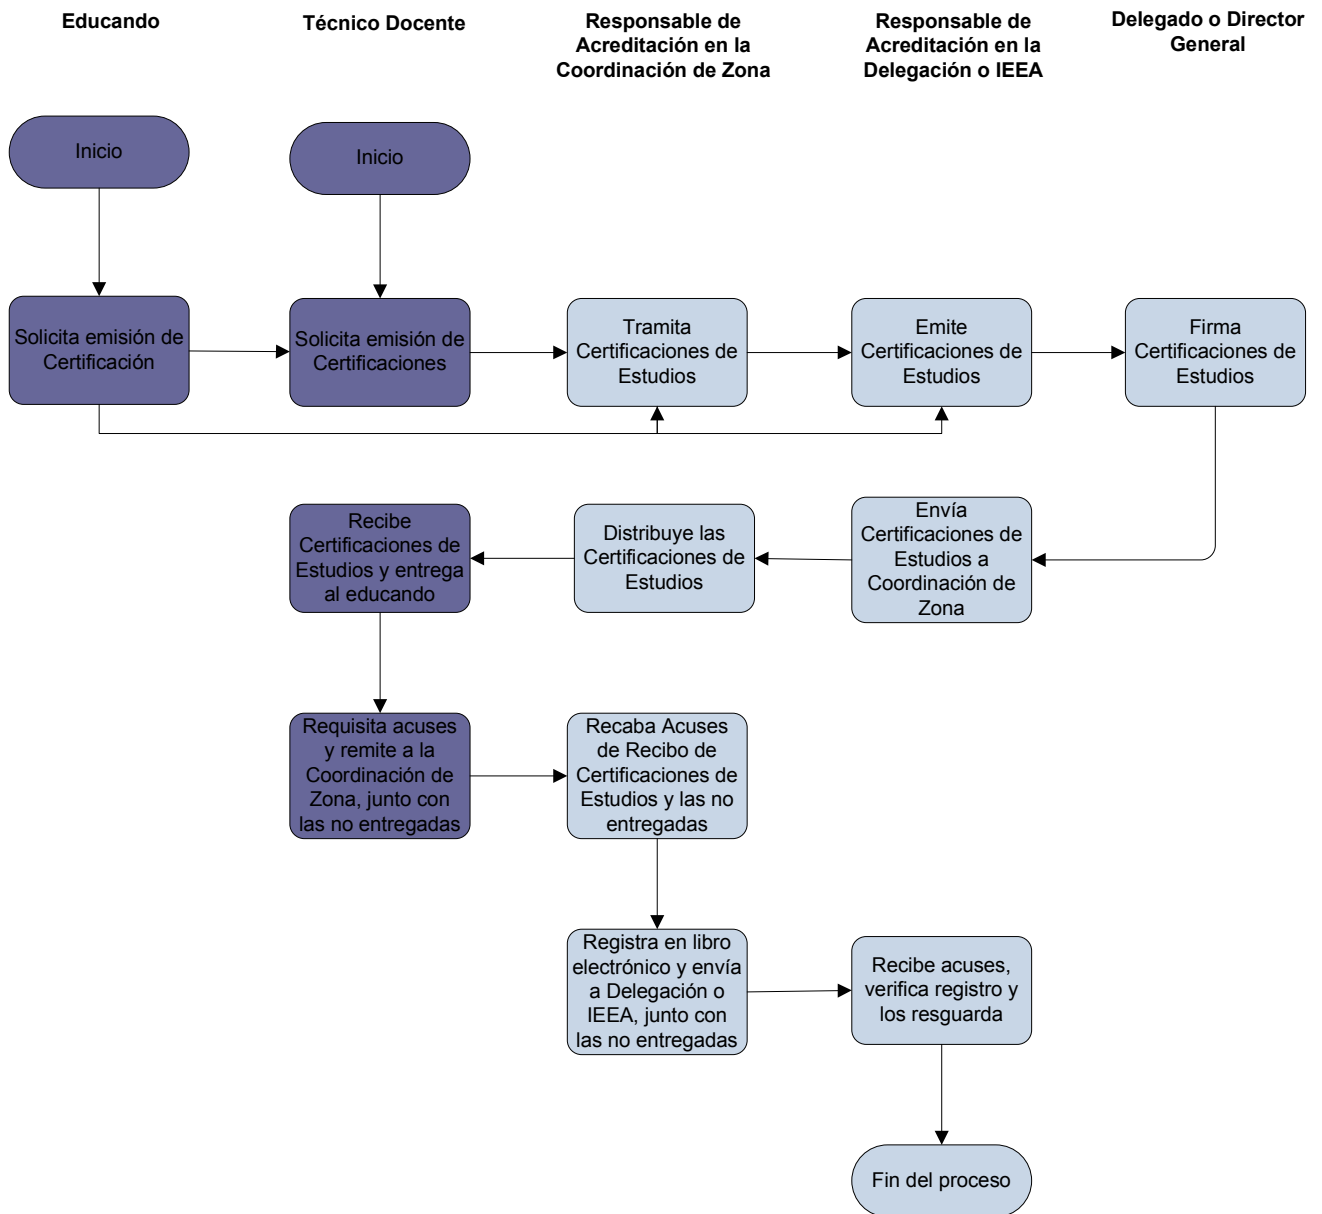 Educando
Técnico Docente
Responsable de
Acreditación en la
Coordinación de Zona
Responsable de
Acreditación en la
Delegación o IEEA
Delegado o Director
General
Inicio
Inicio
Solicita emisión de
Certificación
Solicita emisión de
Certificaciones
Tramita
Certificaciones de
Estudios
Emite
Certificaciones de
Estudios
Firma
Certificaciones de
Estudios
Recibe
Certificaciones de
Estudios y entrega
al educando
Distribuye las
Certificaciones de
Estudios
Envía
Certificaciones de
Estudios a
Coordinación de
Zona
Requisita acuses
y remite a la
Coordinación de
Zona, junto con
las no entregadas
Recaba Acuses
de Recibo de
Certificaciones de
Estudios y las no
entregadas
Registra en libro
electrónico y envía
a Delegación o
IEEA, junto con
las no entregadas
Recibe acuses,
verifica registro y
los resguarda
Fin del proceso